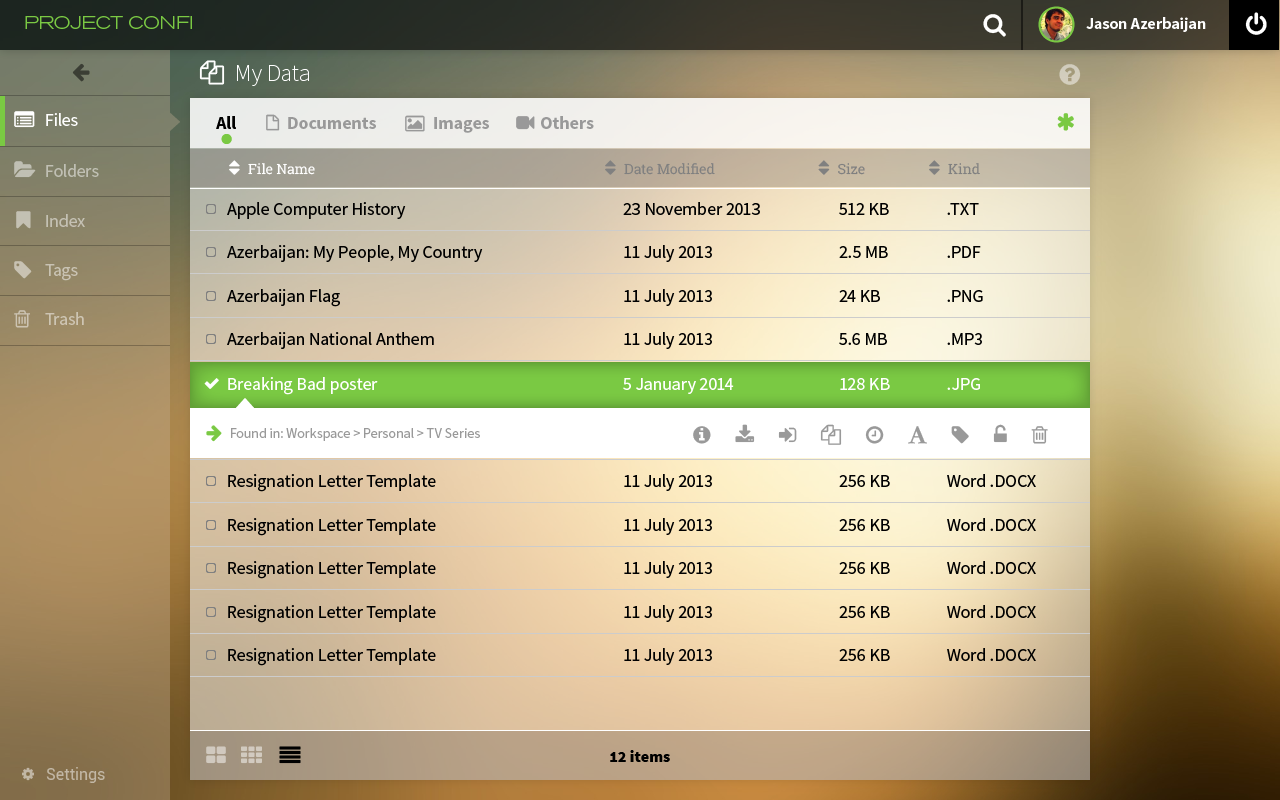 PROJECT CONFI
Jason Azerbaijan
My Data
?
Files
Folders
Index
Tags
Trash
Settings
All Documents Images Others
File Name Date Modified Size Kind
Apple Computer History 23 November 2013 512 KB .TXT
Azerbaijan: My People, My Country 11 July 2013 2.5 MB .PDF
Azerbaijan Flag 11 July 2013 24 KB .PNG
Azerbaijan National Anthem 11 July 2013 5.6 MB .MP3
Breaking Bad poster 5 January 2014 128 KB .JPG
Found in: Workspace > Personal > TV Series
Resignation Letter Template 11 July 2013 256 KB Word .DOCX
Resignation Letter Template 11 July 2013 256 KB Word .DOCX
Resignation Letter Template 11 July 2013 256 KB Word .DOCX
Resignation Letter Template 11 July 2013 256 KB Word .DOCX
Resignation Letter Template 11 July 2013 256 KB Word .DOCX
12 items